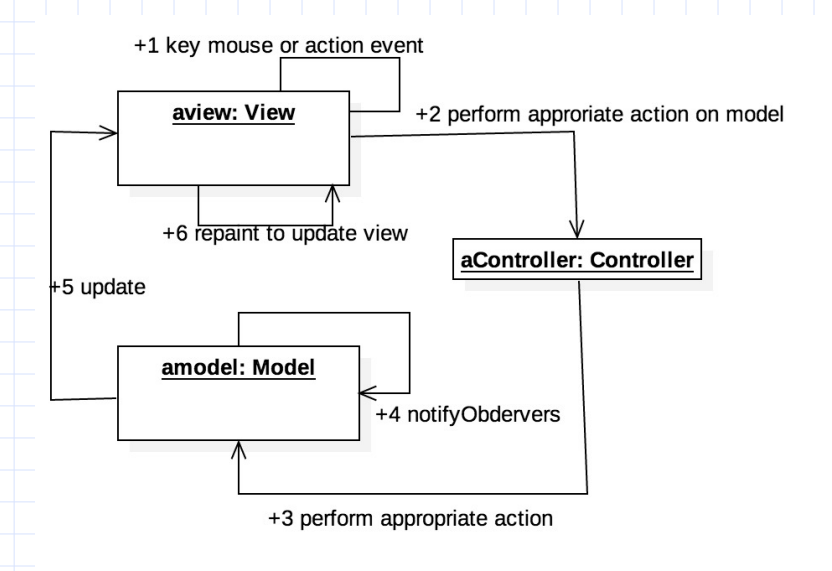 +1 key mouse or action event
aview: View
+2 perform approriate action on model
+6 repaint to update view
aController: Controller
+5 update
amodel: Model
+4 notifyObdervers
+3 perform appropriate action